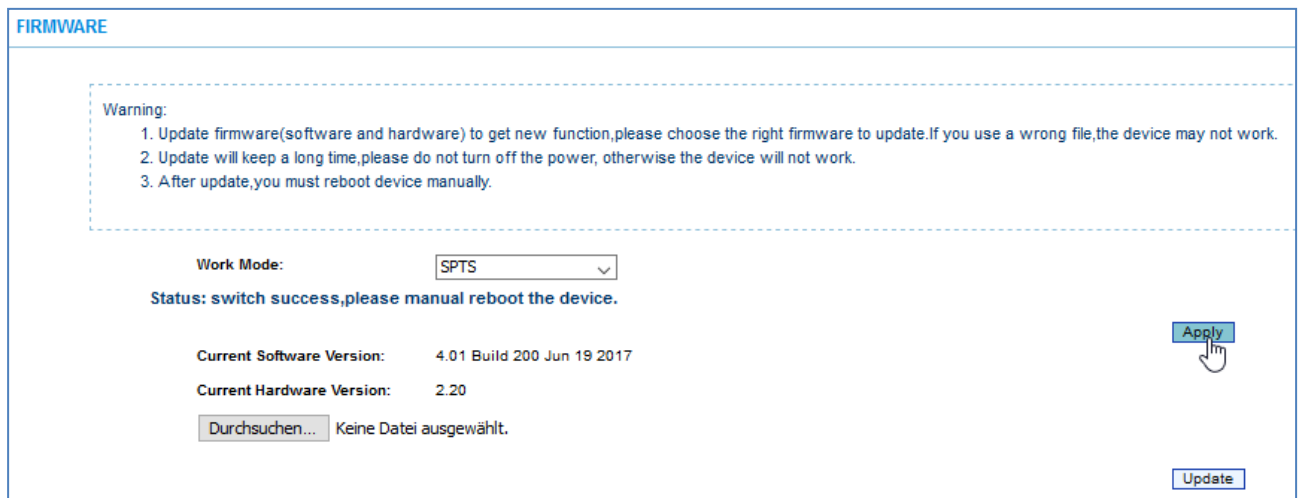 FIRMWARE
Warning:
1. Update firmware(software and hardware) to get new function,please choose the right firmware to update.If you use a wrong file,the device may not work.
2. Update will keep a long time,please do not turn off the power, otherwise the device will not work.
3. After update,you must reboot device manually.
Work Mode: SPTS
Status: switch success,please manual reboot the device.
Apply
Current Software Version: 4.01 Build 200 Jun 19 2017
Current Hardware Version: 2.20
Durchsuchen... Keine Datei ausgewählt.
Update